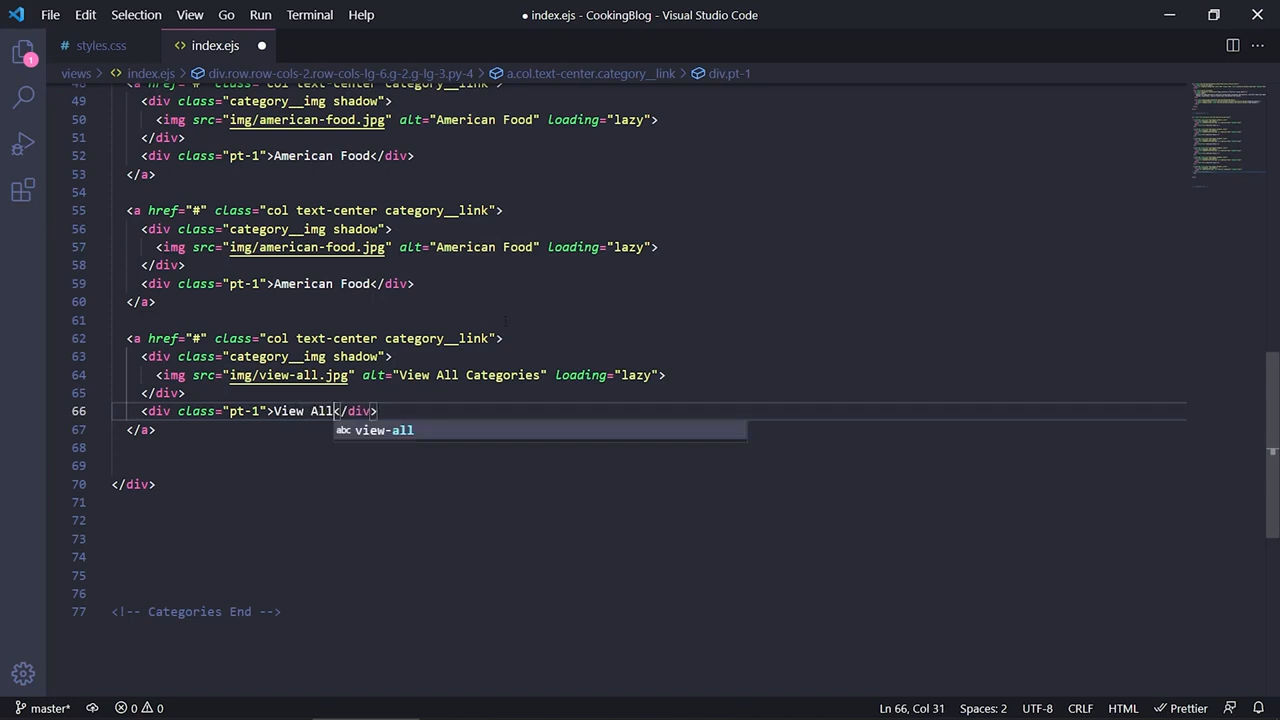 File Edit Selection View Go Run Terminal Help
● index.ejs - CookingBlog - Visual Studio Code
# styles.css
<> index.ejs ●
views > <> index.ejs > div.row.row-cols-2.row-cols-lg-6.g-2.g-lg-3.py-4 > a.col.text-center.category__link > div.pt-1
48 <a href="#" class="col text-center category__link">
49 <div class="category__img shadow">
50 <img src="img/american-food.jpg" alt="American Food" loading="lazy">
51 </div>
52 <div class="pt-1">American Food</div>
53 </a>
54
55 <a href="#" class="col text-center category__link">
56 <div class="category__img shadow">
57 <img src="img/american-food.jpg" alt="American Food" loading="lazy">
58 </div>
59 <div class="pt-1">American Food</div>
60 </a>
61
62 <a href="#" class="col text-center category__link">
63 <div class="category__img shadow">
64 <img src="img/view-all.jpg" alt="View All Categories" loading="lazy">
65 </div>
66 <div class="pt-1">View All</div>
abc view-all
67 </a>
68
69
70 </div>
71
72
73
74
75
76
77 <!-- Categories End -->
1
master* 0 0
Ln 66, Col 31 Spaces: 2 UTF-8 CRLF HTML Prettier